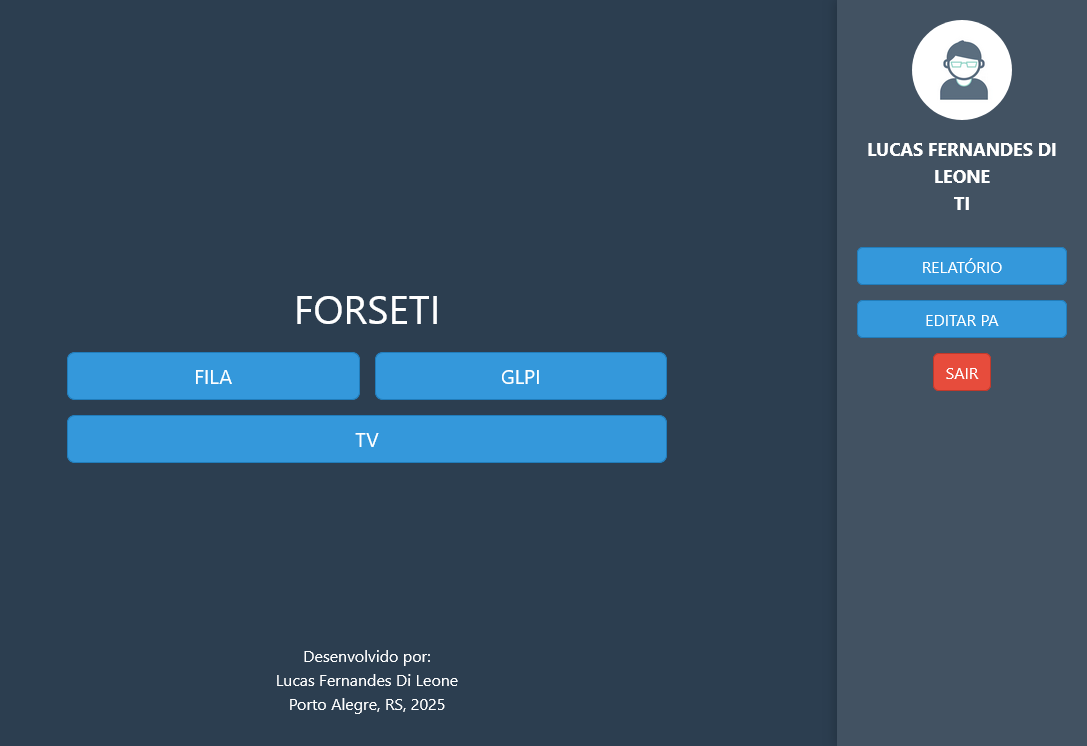 FORSETI
FILA
GLPI
TV
Desenvolvido por:
Lucas Fernandes Di Leone
Porto Alegre, RS, 2025
LUCAS FERNANDES DI
LEONE
TI
RELATÓRIO
EDITAR PA
SAIR